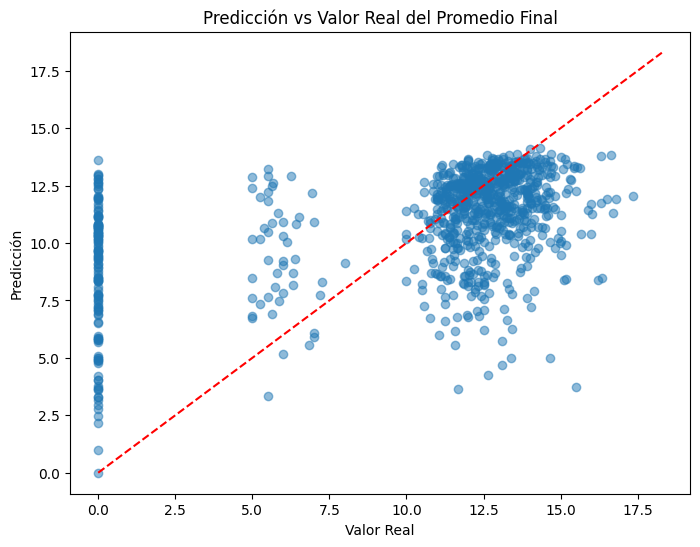 Predicción vs Valor Real del Promedio Final
Predicción
17.5
15.0
12.5
10.0
7.5
5.0
2.5
0.0
0.0 2.5 5.0 7.5 10.0 12.5 15.0 17.5
Valor Real